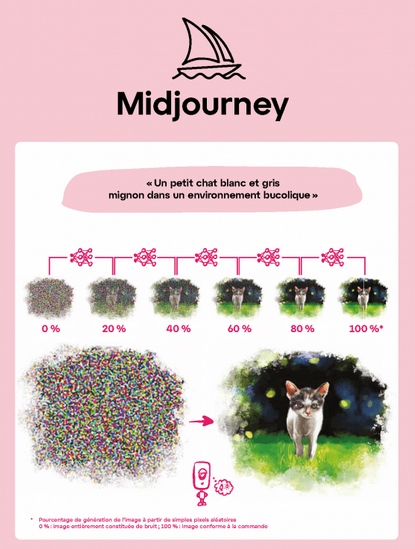 Midjourney
« Un petit chat blanc et gris
mignon dans un environnement bucolique »
0 % 20 % 40 % 60 % 80 % 100 %*
* Pourcentage de génération de l'image à partir de simples pixels aléatoires
0 % : image entièrement constituée de bruit ; 100 % : image conforme à la commande